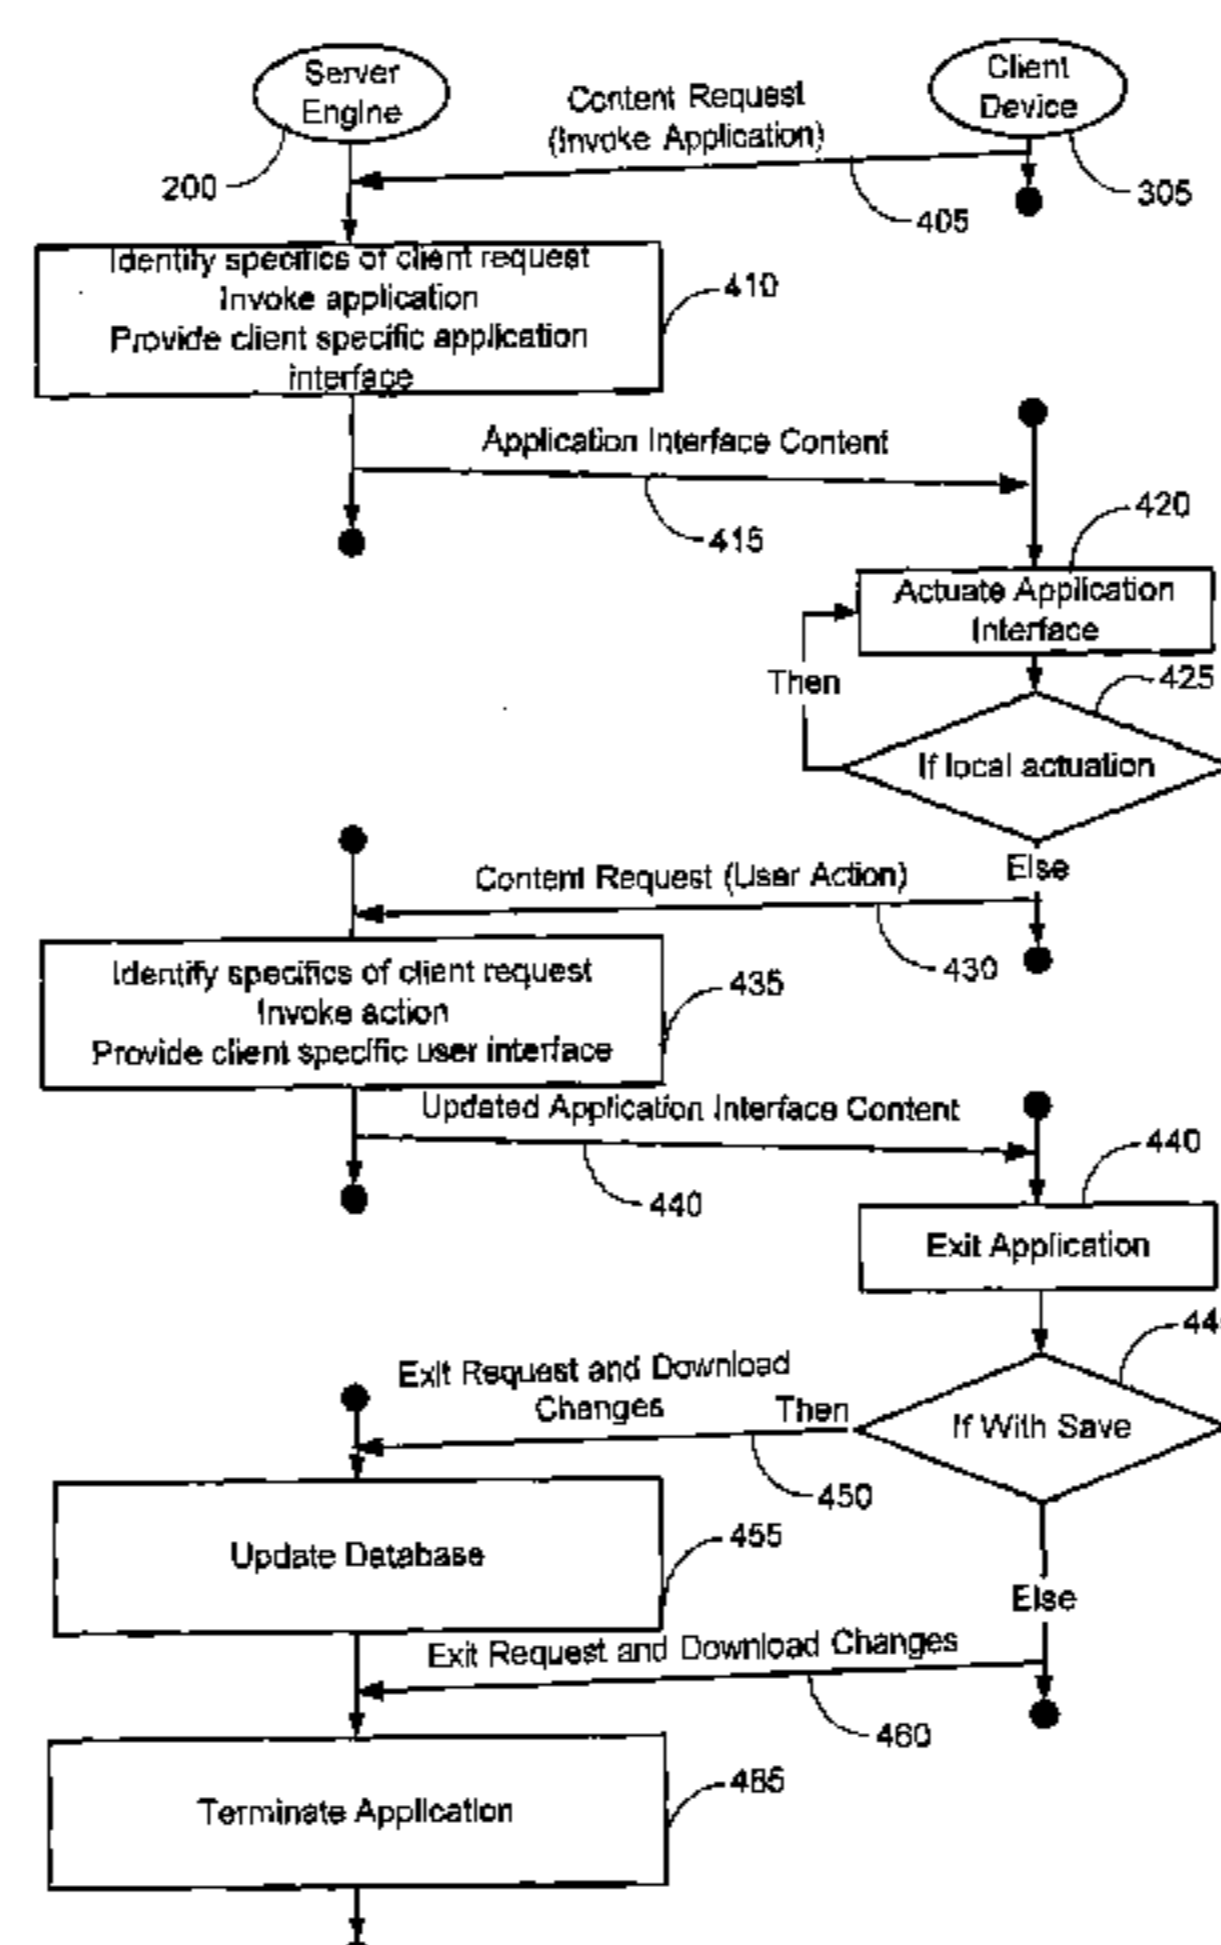 Server
Engine
Client
Device
Content Request
(Invoke Application)
200
405
305
Identify specifics of client request
Invoke application
Provide client specific application
interface
410
Application Interface Content
415
420
Actuate Application
Interface
Then
425
If local actuation
Else
Content Request (User Action)
430
Identify specifics of client request
Invoke action
Provide client specific user interface
435
Updated Application Interface Content
440
440
Exit Application
Exit Request and Download
Changes
Then
If With Save
450
Update Database
455
Else
Exit Request and Download Changes
460
Terminate Application
465